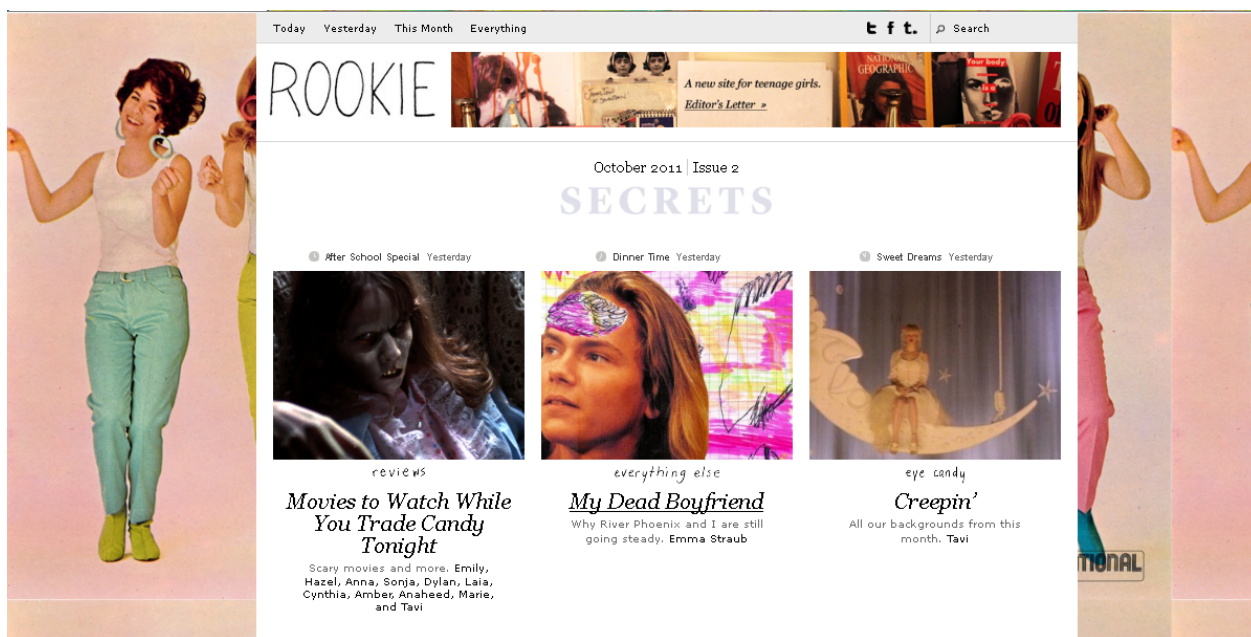 Today Yesterday This Month Everything
Search
ROOKIE
A new site for teenage girls.
Editor's Letter »
NATIONAL
GEOGRAPHIC
Your body
is a
October 2011 | Issue 2
SECRETS
After School Special Yesterday
Dinner Time Yesterday
Sweet Dreams Yesterday
reviews
Movies to Watch While
You Trade Candy
Tonight
Scary movies and more. Emily,
Hazel, Anna, Sonja, Dylan, Laia,
Cynthia, Amber, Anaheed, Marie,
and Tavi
everything else
My Dead Boyfriend
Why River Phoenix and I are still
going steady. Emma Straub
eye candy
Creepin'
All our backgrounds from this
month. Tavi
TIONAL